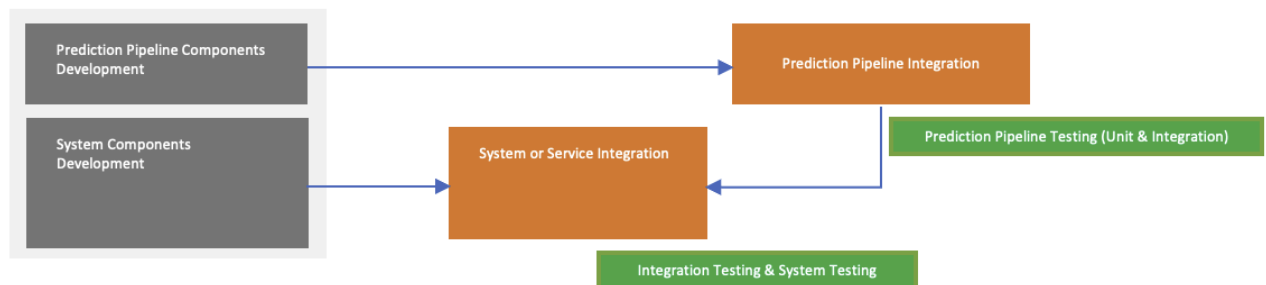 Prediction Pipeline Components
Development
Prediction Pipeline Integration
Prediction Pipeline Testing (Unit & Integration)
System Components
Development
System or Service Integration
Integration Testing & System Testing